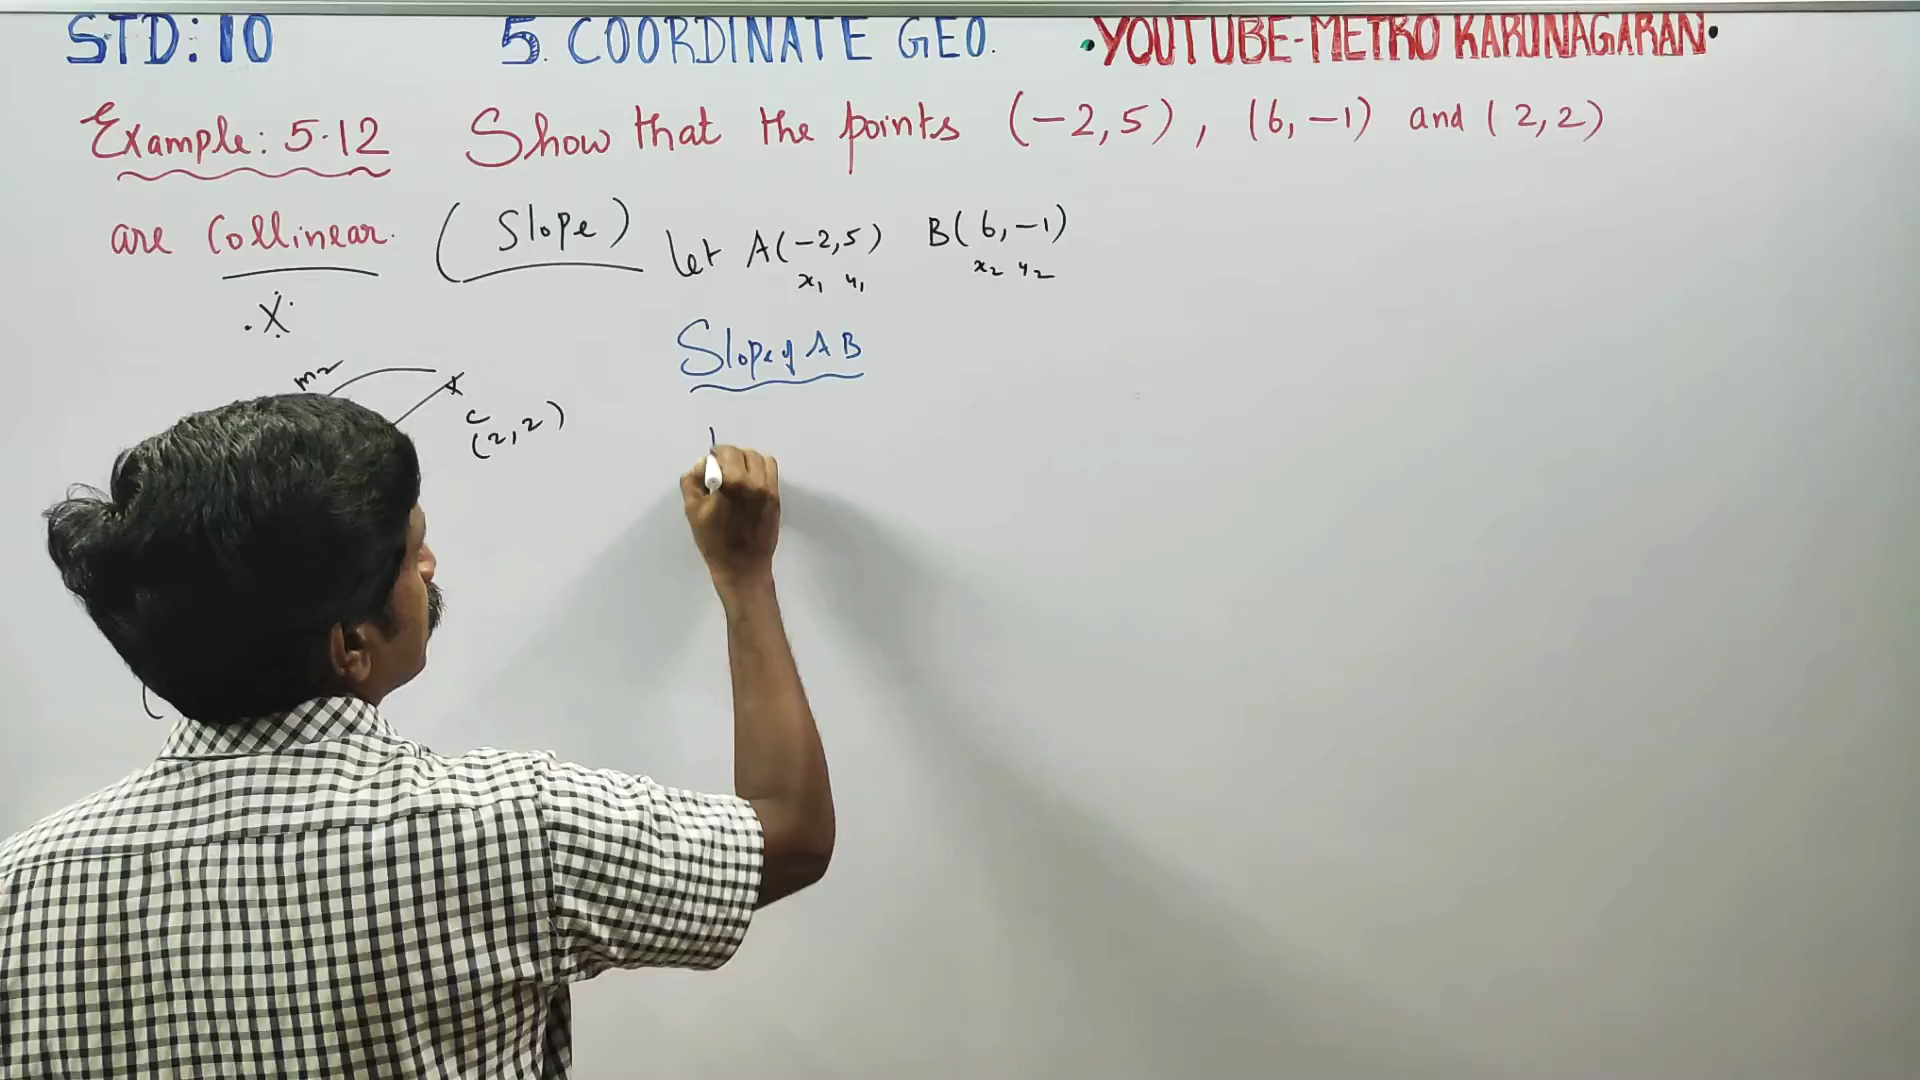 STD: 10 5. COORDINATE GEO. •YOUTUBE-METRO KARUNAGARAN•
Example: 5.12 Show that the points (-2,5), (6,-1) and (2,2)
are Collinear. (Slope) let A(-2,5) B(6,-1)
x₁ y₁ x₂ y₂
Slope of AB
m₂
C
(2,2)